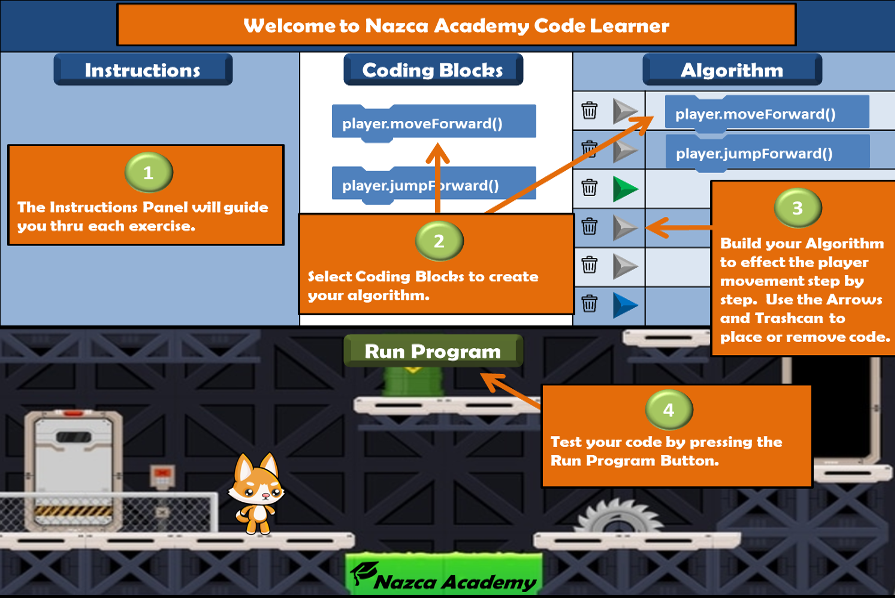 Welcome to Nazca Academy Code Learner
Instructions
Coding Blocks
Algorithm
player.moveForward()
player.jumpForward()
player.moveForward()
player.jumpForward()
1
The Instructions Panel will guide
you thru each exercise.
2
Select Coding Blocks to create
your algorithm.
3
Build your Algorithm
to effect the player
movement step by
step. Use the Arrows
and Trashcan to
place or remove code.
Run Program
4
Test your code by pressing the
Run Program Button.
Nazca Academy